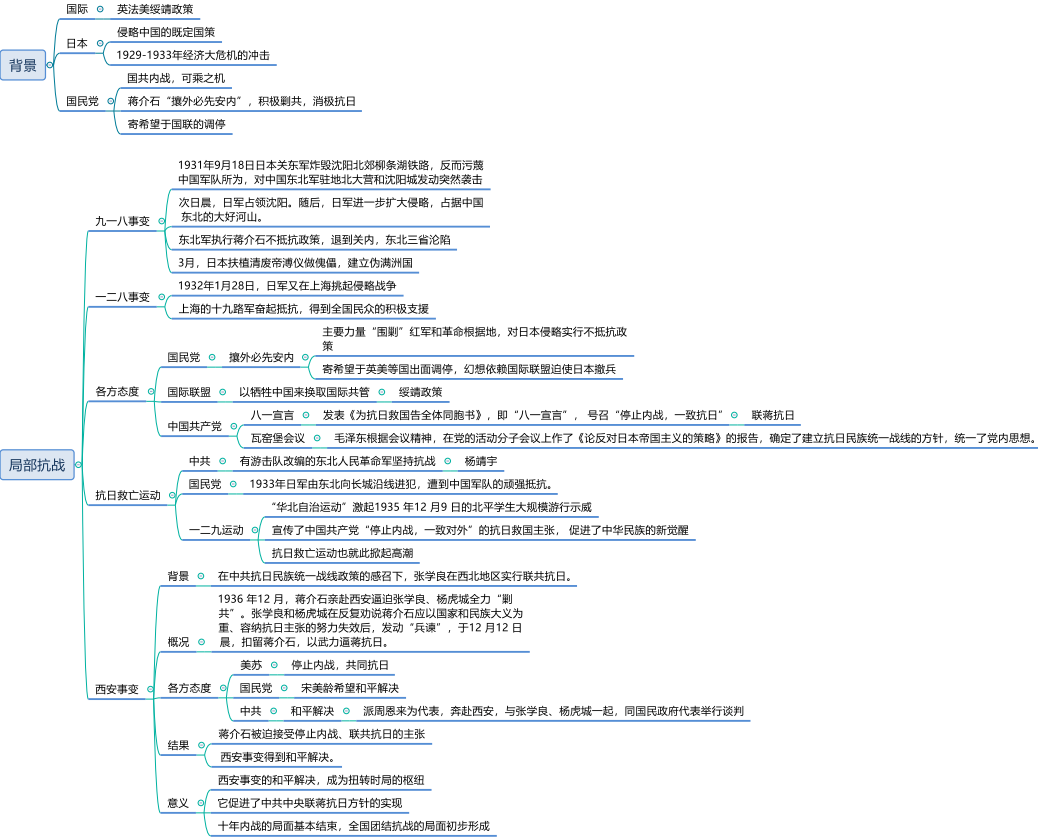 背景
国际
英法美绥靖政策
日本
侵略中国的既定国策
1929-1933年经济大危机的冲击
国民党
国共内战，可乘之机
蒋介石“攘外必先安内”，积极剿共，消极抗日
寄希望于国联的调停
局部抗战
九一八事变
1931年9月18日日本关东军炸毁沈阳北郊柳条湖铁路，反而污蔑
中国军队所为，对中国东北军驻地北大营和沈阳城发动突然袭击
次日晨，日军占领沈阳。随后，日军进一步扩大侵略，占据中国
东北的大好河山。
东北军执行蒋介石不抵抗政策，退到关内，东北三省沦陷
3月，日本扶植清废帝溥仪做傀儡，建立伪满洲国
一二八事变
1932年1月28日，日军又在上海挑起侵略战争
上海的十九路军奋起抵抗，得到全国民众的积极支援
各方态度
国民党
攘外必先安内
主要力量“围剿”红军和革命根据地，对日本侵略实行不抵抗政
策
寄希望于英美等国出面调停，幻想依赖国际联盟迫使日本撤兵
国际联盟
以牺牲中国来换取国际共管
绥靖政策
中国共产党
八一宣言
发表《为抗日救国告全体同胞书》，即“八一宣言”， 号召“停止内战，一致抗日”
联蒋抗日
瓦窑堡会议
毛泽东根据会议精神，在党的活动分子会议上作了《论反对日本帝国主义的策略》的报告，确定了建立抗日民族统一战线的方针，统一了党内思想。
抗日救亡运动
中共
有游击队改编的东北人民革命军坚持抗战
杨靖宇
国民党
1933年日军由东北向长城沿线进犯，遭到中国军队的顽强抵抗。
一二九运动
“华北自治运动”激起1935 年12 月9 日的北平学生大规模游行示威
宣传了中国共产党“停止内战，一致对外”的抗日救国主张， 促进了中华民族的新觉醒
抗日救亡运动也就此掀起高潮
西安事变
背景
在中共抗日民族统一战线政策的感召下，张学良在西北地区实行联共抗日。
概况
1936 年12 月，蒋介石亲赴西安逼迫张学良、杨虎城全力“剿
共”。张学良和杨虎城在反复劝说蒋介石应以国家和民族大义为
重、容纳抗日主张的努力失效后，发动“兵谏”，于12 月12 日
晨，扣留蒋介石，以武力逼蒋抗日。
各方态度
美苏
停止内战，共同抗日
国民党
宋美龄希望和平解决
中共
和平解决
派周恩来为代表，奔赴西安，与张学良、杨虎城一起，同国民政府代表举行谈判
结果
蒋介石被迫接受停止内战、联共抗日的主张
西安事变得到和平解决。
意义
西安事变的和平解决，成为扭转时局的枢纽
它促进了中共中央联蒋抗日方针的实现
十年内战的局面基本结束，全国团结抗战的局面初步形成